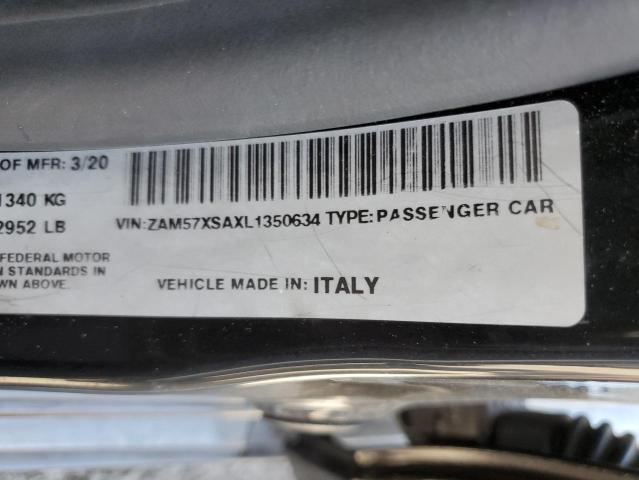 OF MFR: 3/20
1340 KG
2952 LB
VIN:ZAM57XSAXL1350634 TYPE:PASSENGER CAR
FEDERAL MOTOR
STANDARDS IN
ABOVE.
VEHICLE MADE IN: ITALY